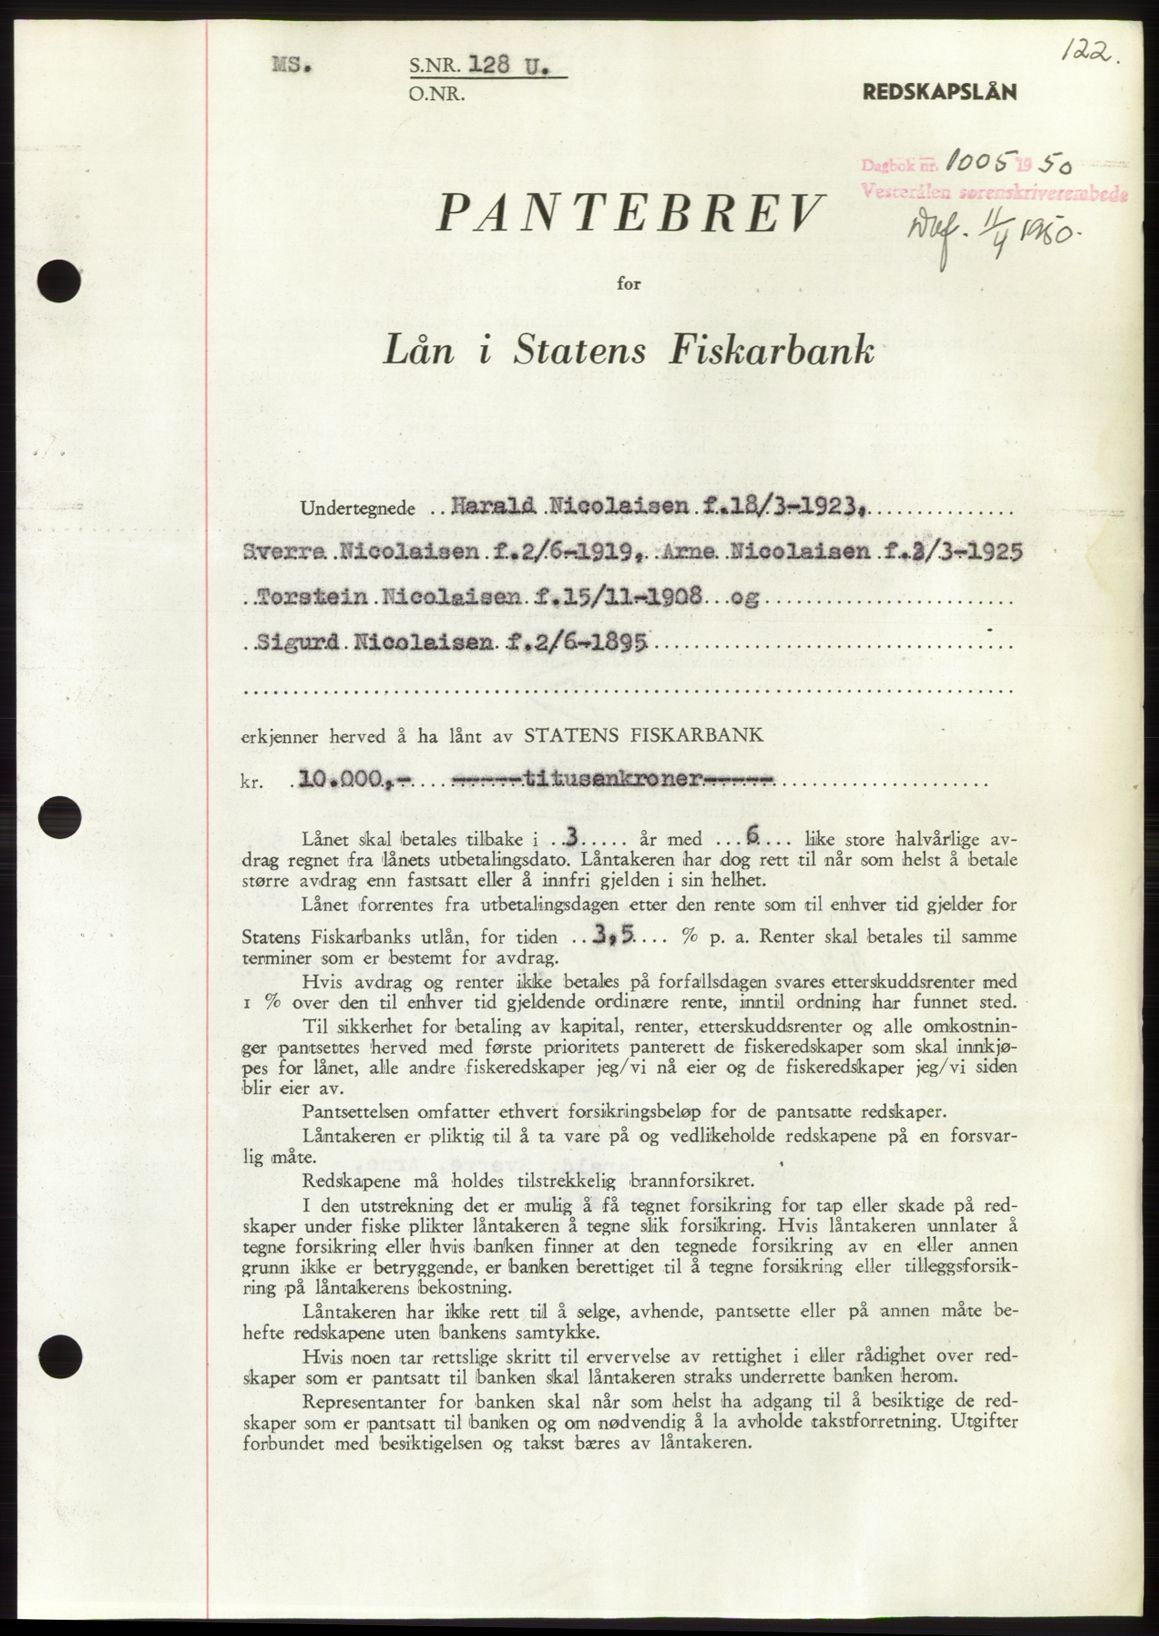 122.
MS. S.NR. 128 U.
O.NR.
REDSKAPSLÅN
Dagbok nr. 1005 1950
Vesterålen sorenskriverembede
11/4 1950.
PANTEBREV
for
Lån i Statens Fiskarbank
Undertegnede .. Harald Nicolaisen f.18/3-1923,
Sverre Nicolaisen f.2/6-1919, Arne Nicolaisen f. /3-1925
Torstein Nicolaisen f.15/11-1908 og
Sigurd Nicolaisen f.2/6-1895
erkjenner herved å ha lånt av STATENS FISKARBANK
kr. 10.000,- -----titusenkroner-----
Lånet skal betales tilbake i ..3..... år med ...6... like store halvårlige av-
drag regnet fra lånets utbetalingsdato. Låntakeren har dog rett til når som helst å betale
større avdrag enn fastsatt eller å innfri gjelden i sin helhet.
Lånet forrentes fra utbetalingsdagen etter den rente som til enhver tid gjelder for
Statens Fiskarbanks utlån, for tiden ..3,5.... % p. a. Renter skal betales til samme
terminer som er bestemt for avdrag.
Hvis avdrag og renter ikke betales på forfallsdagen svares etterskuddsrenter med
1 % over den til enhver tid gjeldende ordinære rente, inntil ordning har funnet sted.
Til sikkerhet for betaling av kapital, renter, etterskuddsrenter og alle omkostnin-
ger pantsettes herved med første prioritets panterett de fiskeredskaper som skal innkjø-
pes for lånet, alle andre fiskeredskaper jeg/vi nå eier og de fiskeredskaper jeg/vi siden
blir eier av.
Pantsettelsen omfatter ethvert forsikringsbeløp for de pantsatte redskaper.
Låntakeren er pliktig til å ta vare på og vedlikeholde redskapene på en forsvar-
lig måte.
Redskapene må holdes tilstrekkelig brannforsikret.
I den utstrekning det er mulig å få tegnet forsikring for tap eller skade på red-
skaper under fiske plikter låntakeren å tegne slik forsikring. Hvis låntakeren unnlater å
tegne forsikring eller hvis banken finner at den tegnede forsikring av en eller annen
grunn ikke er betryggende, er banken berettiget til å tegne forsikring eller tilleggsforsik-
ring på låntakerens bekostning.
Låntakeren har ikke rett til å selge, avhende, pantsette eller på annen måte be-
hefte redskapene uten bankens samtykke.
Hvis noen tar rettslige skritt til ervervelse av rettighet i eller rådighet over red-
skaper som er pantsatt til banken skal låntakeren straks underrette banken herom.
Representanter for banken skal når som helst ha adgang til å besiktige de red-
skaper som er pantsatt til banken og om nødvendig å la avholde takstforretning. Utgifter
forbundet med besiktigelsen og takst bæres av låntakeren.